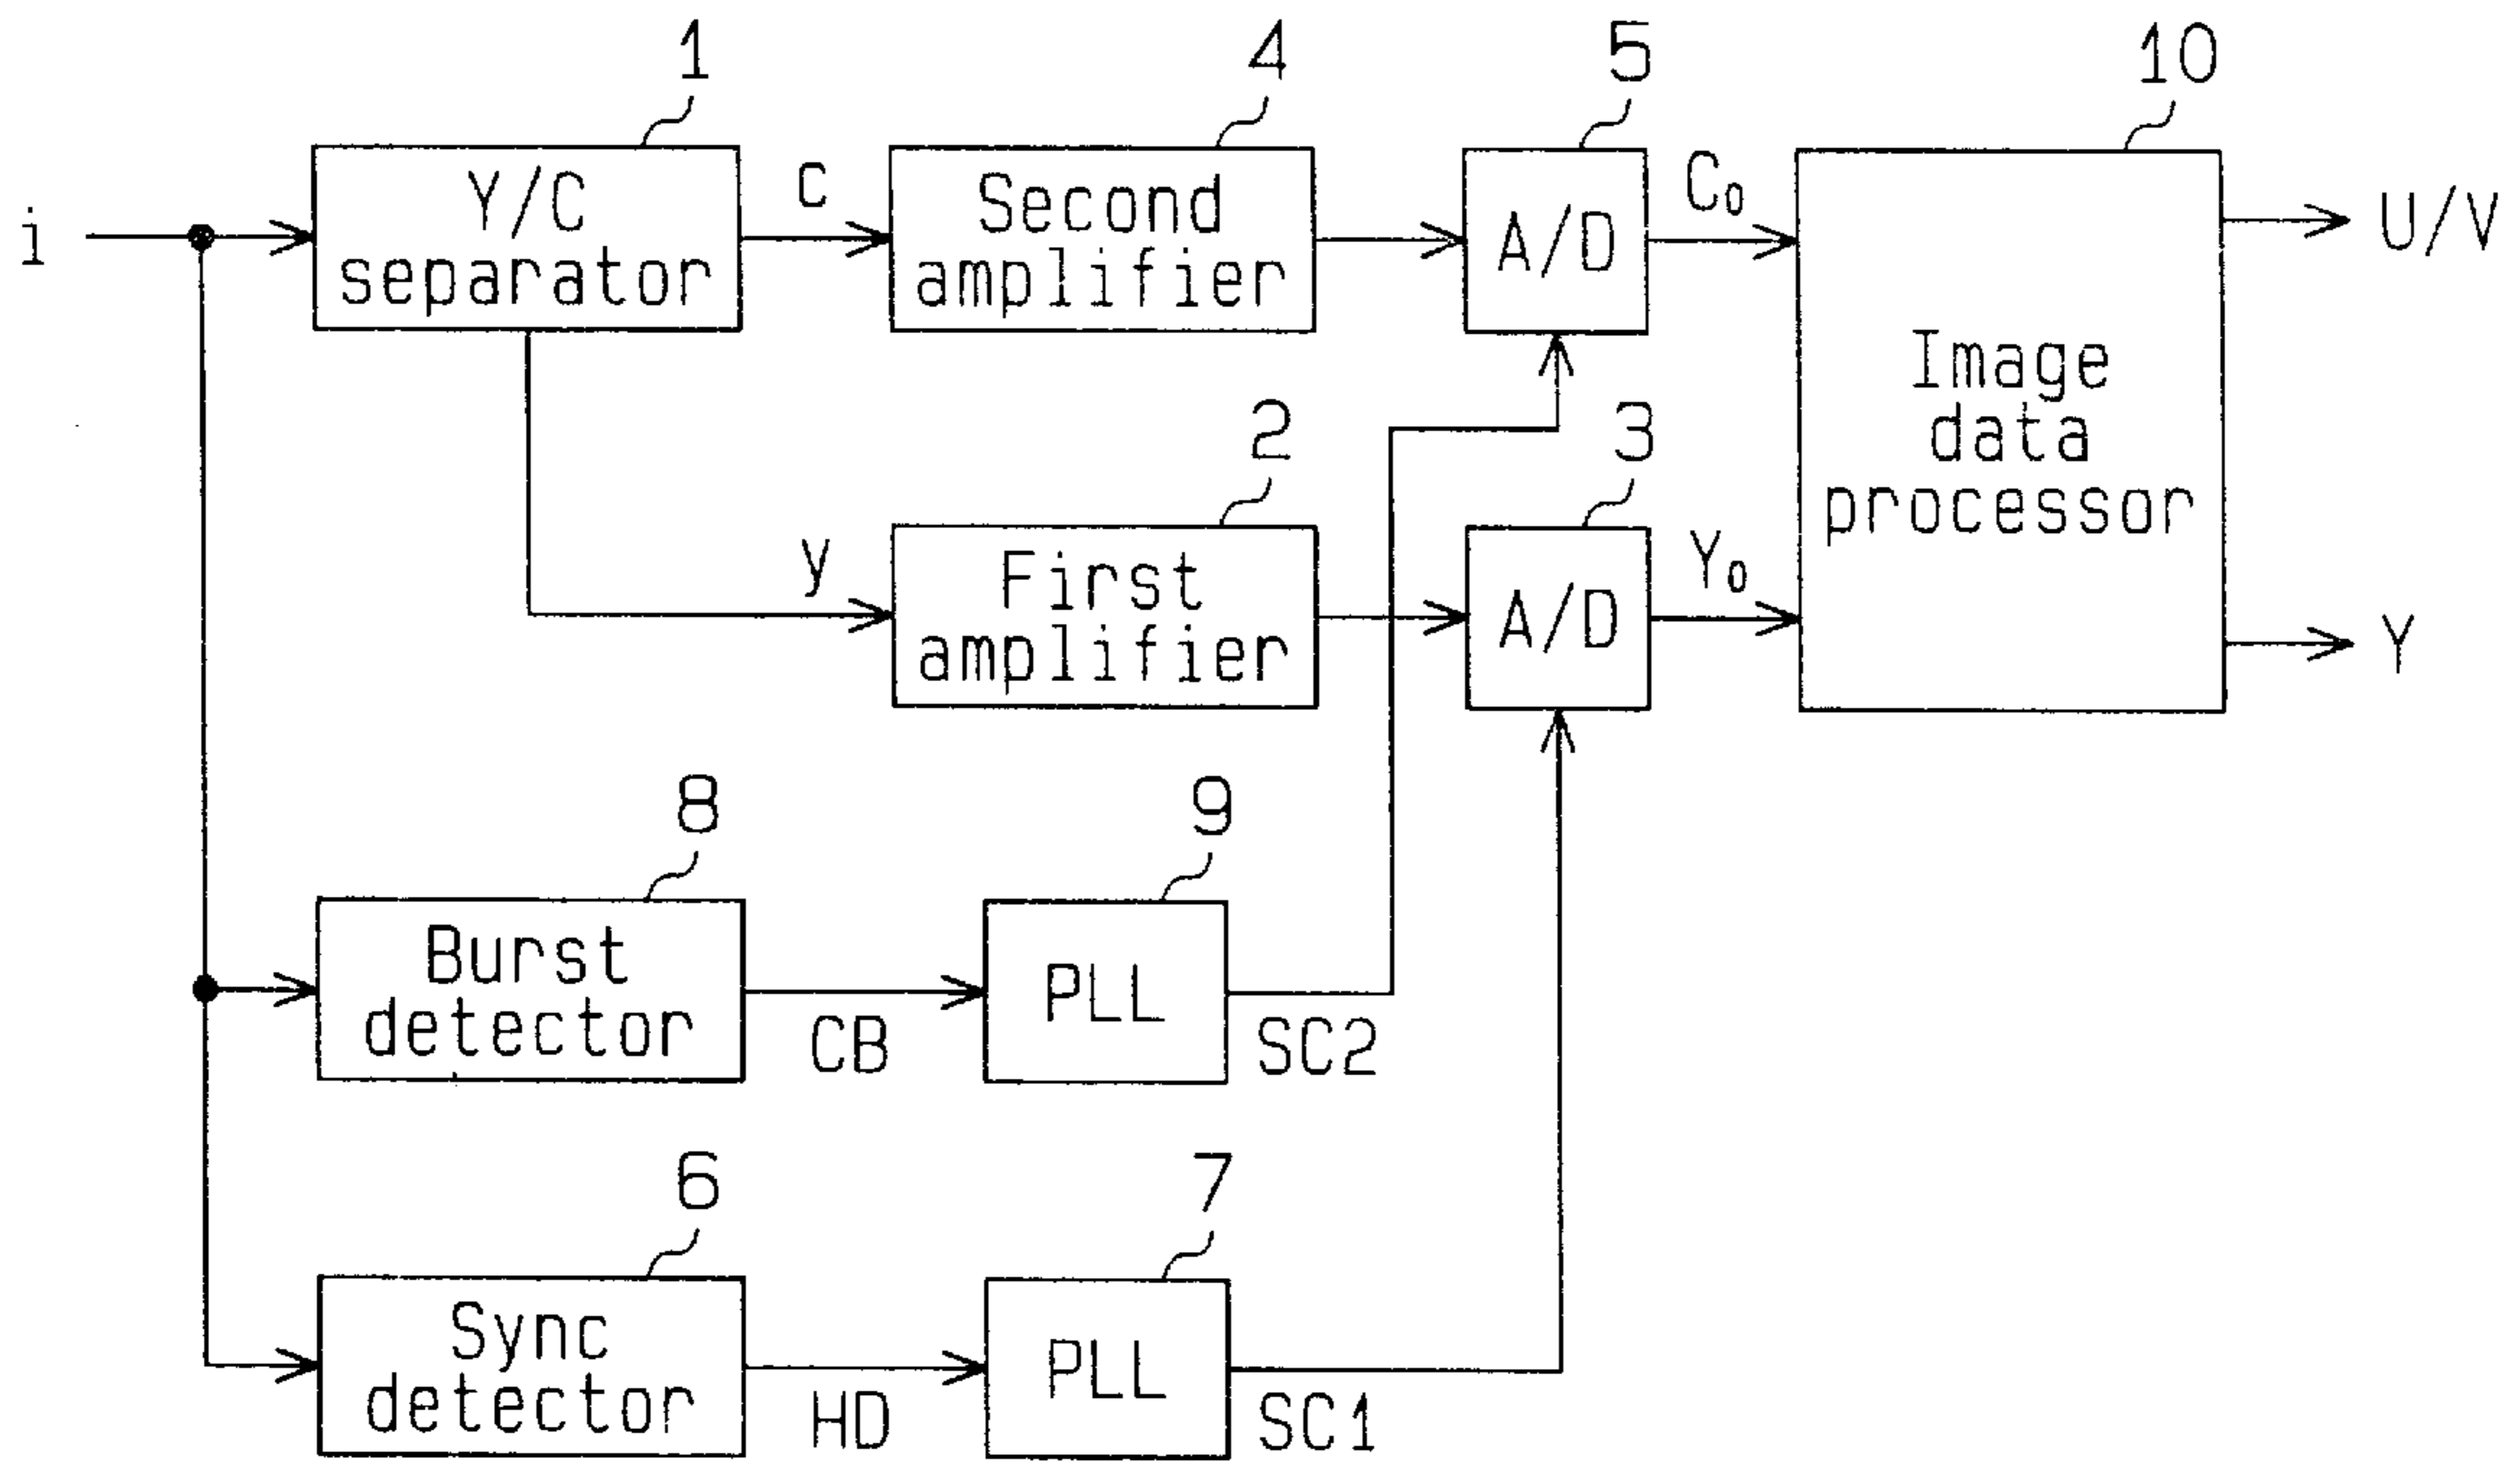 1
4
5
10
i
Y/C
separator
c
Second
amplifier
A/D
C₀
Image
data
processor
U/V
2
3
y
First
amplifier
A/D
Y₀
Y
8
9
Burst
detector
CB
PLL
SC2
6
7
Sync
detector
HD
PLL
SC1